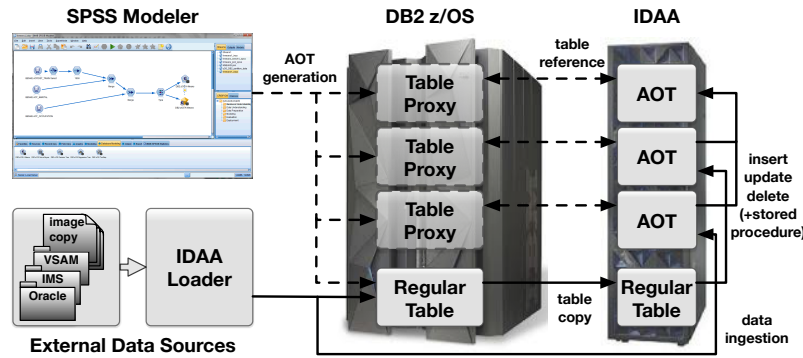 SPSS Modeler
DB2 z/OS
IDAA
AOT
generation
table
reference
Table
Proxy
AOT
Table
Proxy
AOT
Table
Proxy
AOT
insert
update
delete
(+stored
procedure)
image
copy
VSAM
IMS
Oracle
IDAA
Loader
Regular
Table
table
copy
Regular
Table
data
ingestion
External Data Sources